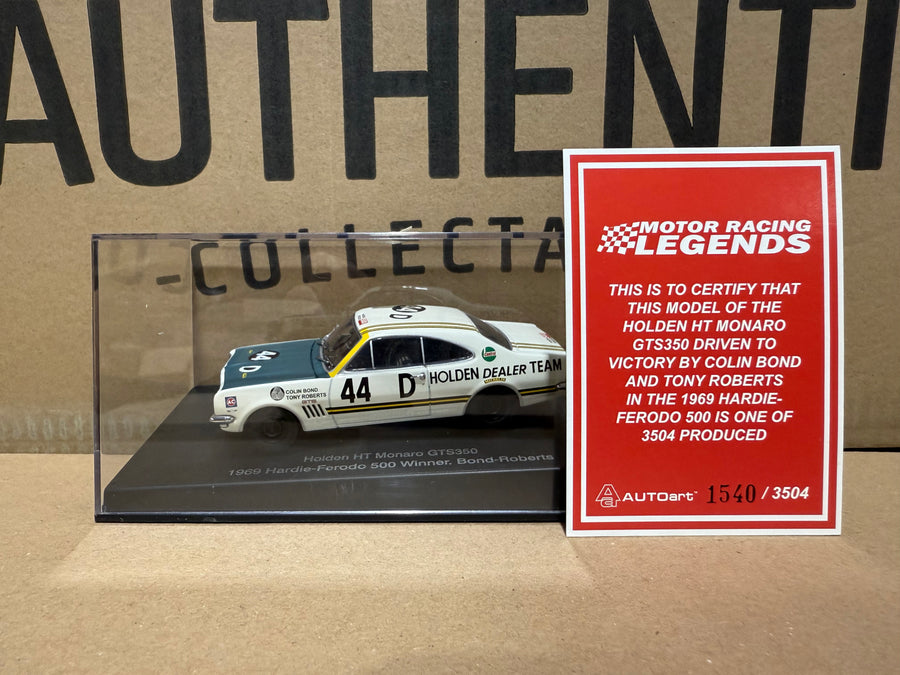 AUTHENTI
-COLLECTA
MOTOR RACING
LEGENDS
THIS IS TO CERTIFY THAT
THIS MODEL OF THE
HOLDEN HT MONARO
GTS350 DRIVEN TO
VICTORY BY COLIN BOND
AND TONY ROBERTS
IN THE 1969 HARDIE-
FERODO 500 IS ONE OF
3504 PRODUCED
AUTOart 1540 / 3504
D
44
D
COLIN BOND
TONY ROBERTS
AC
44 D
HOLDEN DEALER TEAM
Castrol
Holden HT Monaro GTS350
1969 Hardie-Ferodo 500 Winner, Bond-Roberts